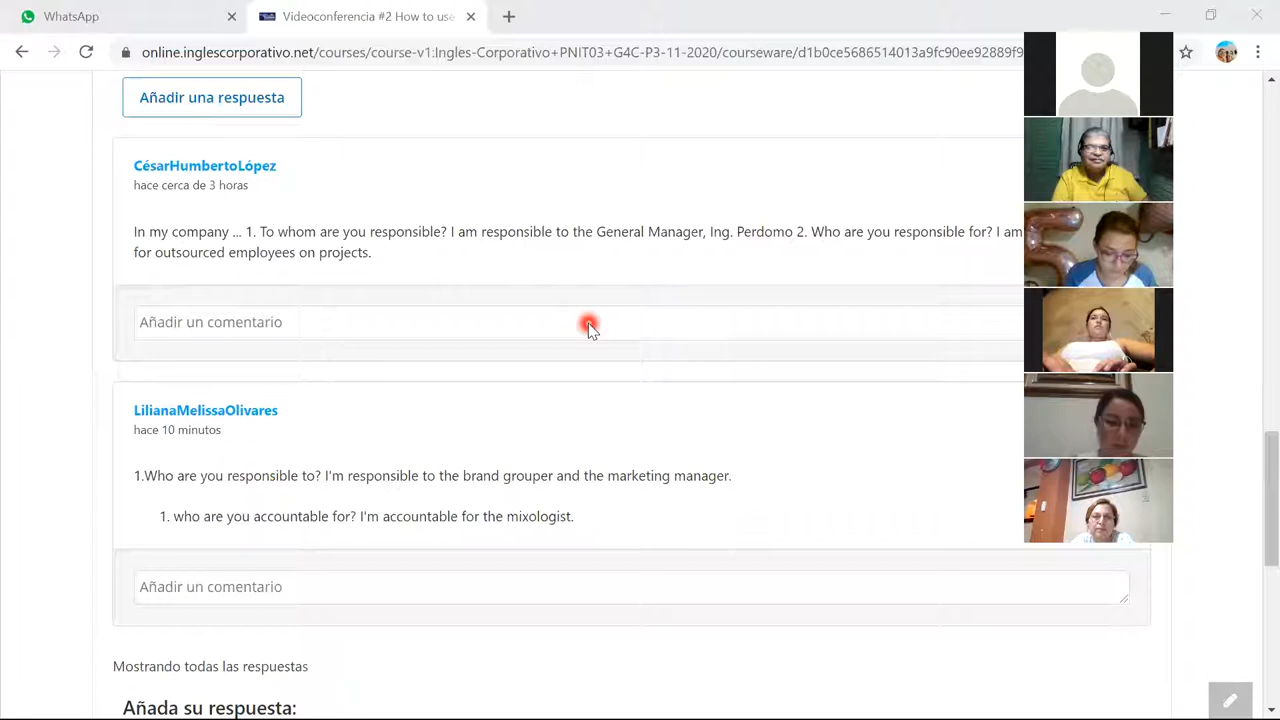 WhatsApp
Videoconferencia #2 How to use
online.inglescorporativo.net/courses/course-v1:Ingles-Corporativo+PNIT03+G4C-P3-11-2020/courseware/d1b0ce5686514013a9fc90ee92889f9
Añadir una respuesta
CésarHumbertoLópez
hace cerca de 3 horas
In my company ... 1. To whom are you esponsible? I am responsible to the General Manager, Ing. Perdomo 2. Who are you responsible for? I am
for outsourced employees on projects.
Añadir un comentario
LilianaMelissaOlivares
hace 10 minutos
1.Who are you responsible to? I'm responsible to the brand grouper and the marketing manager.
1. who are you accountable for? I'm accountable for the mixologist.
Añadir un comentario
Mostrando todas las respuestas
Añada su respuesta: